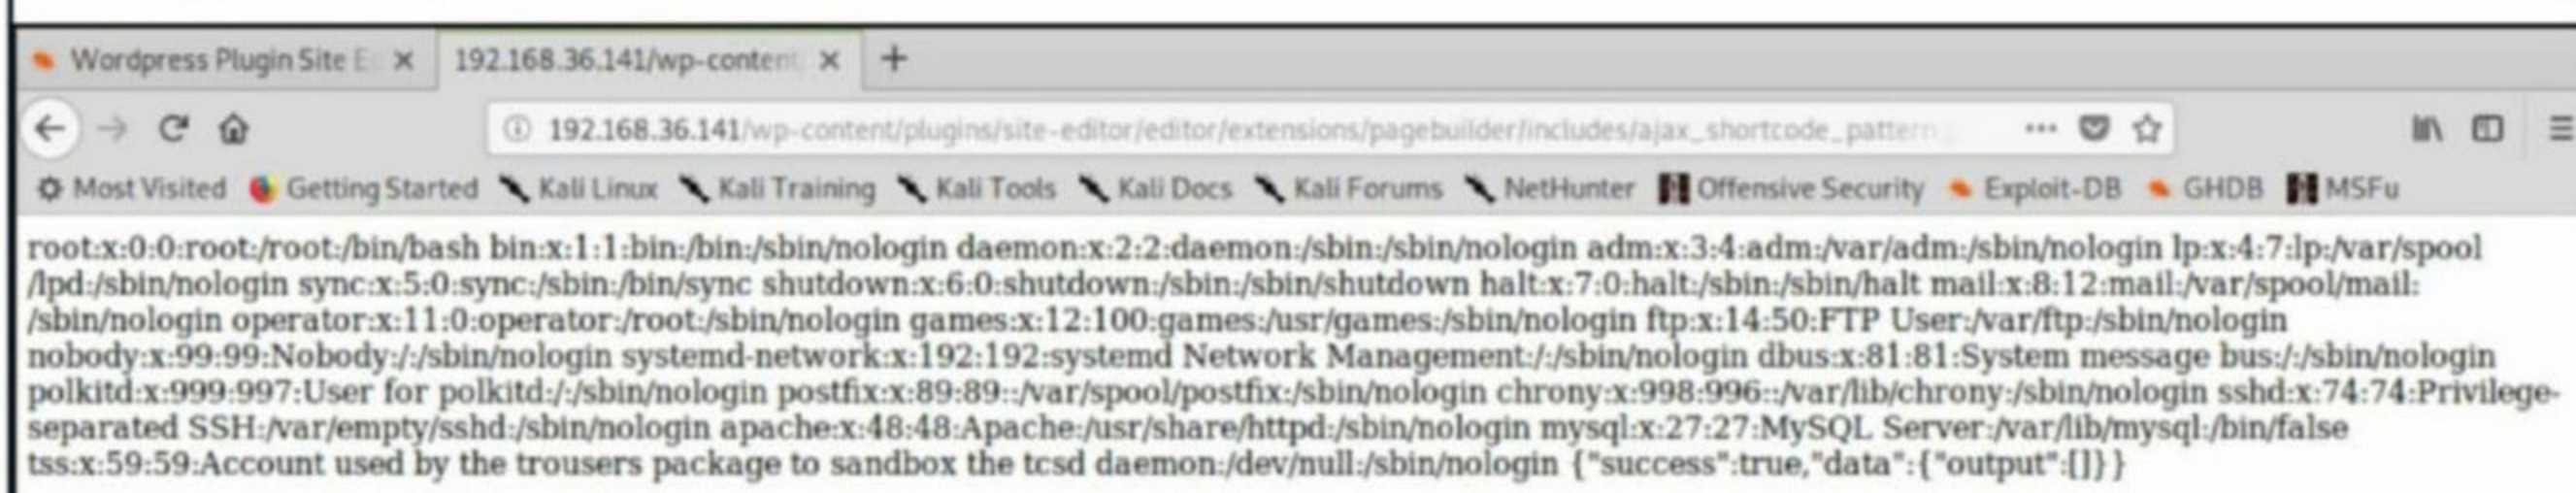 Wordpress Plugin Site E
192.168.36.141/wp-content
192.168.36.141/wp-content/plugins/site-editor/editor/extensions/pagebuilder/includes/ajax_shortcode_pattern
Most Visited Getting Started Kali Linux Kali Training Kali Tools Kali Docs Kali Forums NetHunter Offensive Security Exploit-DB GHDB MSFu
root:x:0:0:root:/root:/bin/bash bin:x:1:1:bin:/bin:/sbin/nologin daemon:x:2:2:daemon:/sbin:/sbin/nologin adm:x:3:4:adm:/var/adm:/sbin/nologin lp:x:4:7:lp:/var/spool
/lpd:/sbin/nologin sync:x:5:0:sync:/sbin:/bin/sync shutdown:x:6:0:shutdown:/sbin:/sbin/shutdown halt:x:7:0:halt:/sbin:/sbin/halt mail:x:8:12:mail:/var/spool/mail:
/sbin/nologin operator:x:11:0:operator:/root:/sbin/nologin games:x:12:100:games:/usr/games:/sbin/nologin ftp:x:14:50:FTP User:/var/ftp:/sbin/nologin
nobody:x:99:99:Nobody:/:/sbin/nologin systemd-network:x:192:192:systemd Network Management:/:/sbin/nologin dbus:x:81:81:System message bus:/:/sbin/nologin
polkitd:x:999:997:User for polkitd:/:/sbin/nologin postfix:x:89:89::/var/spool/postfix:/sbin/nologin chrony:x:998:996::/var/lib/chrony:/sbin/nologin sshd:x:74:74:Privilege-
separated SSH:/var/empty/sshd:/sbin/nologin apache:x:48:48:Apache:/usr/share/httpd:/sbin/nologin mysql:x:27:27:MySQL Server:/var/lib/mysql:/bin/false
tss:x:59:59:Account used by the trousers package to sandbox the tcsd daemon:/dev/null:/sbin/nologin {"success":true,"data":{"output":[]}}